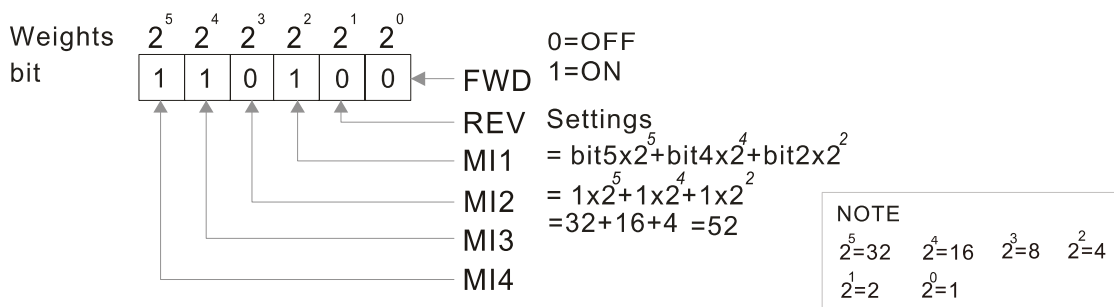 Weights 2⁵ 2⁴ 2³ 2² 2¹ 2⁰
bit 1 1 0 1 0 0
0=OFF
1=ON
FWD
REV
MI1
MI2
MI3
MI4
Settings
= bit5x2⁵+bit4x2⁴+bit2x2²
= 1x2⁵+1x2⁴+1x2²
=32+16+4 =52
NOTE
2⁵=32 2⁴=16 2³=8 2²=4
2¹=2 2⁰=1